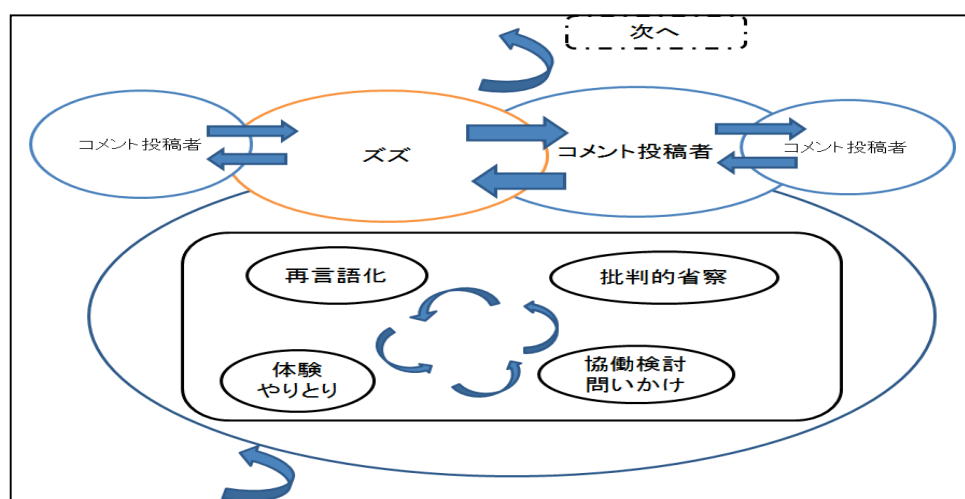 次へ
コメント投稿者
ズズ
コメント投稿者
コメント投稿者
再言語化
批判的省察
体験
やりとり
協働検討
問いかけ